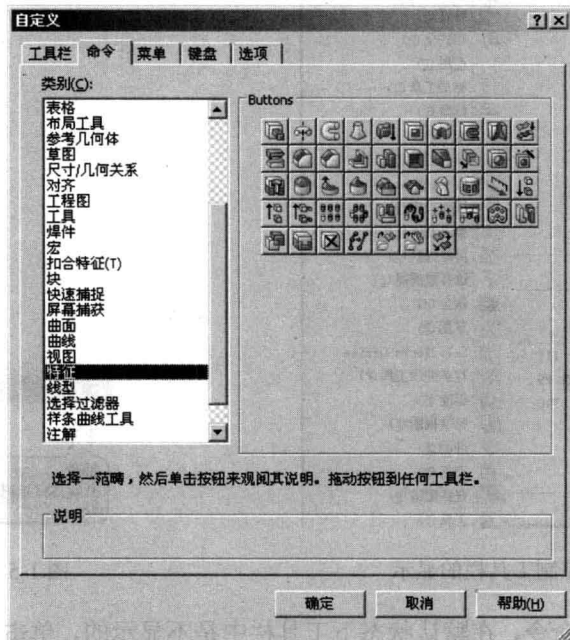 自定义
工具栏 命令 菜单 键盘 选项
类别(C):
Buttons
表格
布局工具
参考几何体
草图
尺寸/几何关系
对齐
工程图
工具
焊件
宏
扣合特征(T)
块
快速捕捉
屏幕捕获
曲面
曲线
视图
特征
线型
选择过滤器
样条曲线工具
注解
选择一范畴，然后单击按钮来观阅其说明。拖动按钮到任何工具栏。
说明
确定
取消
帮助(H)